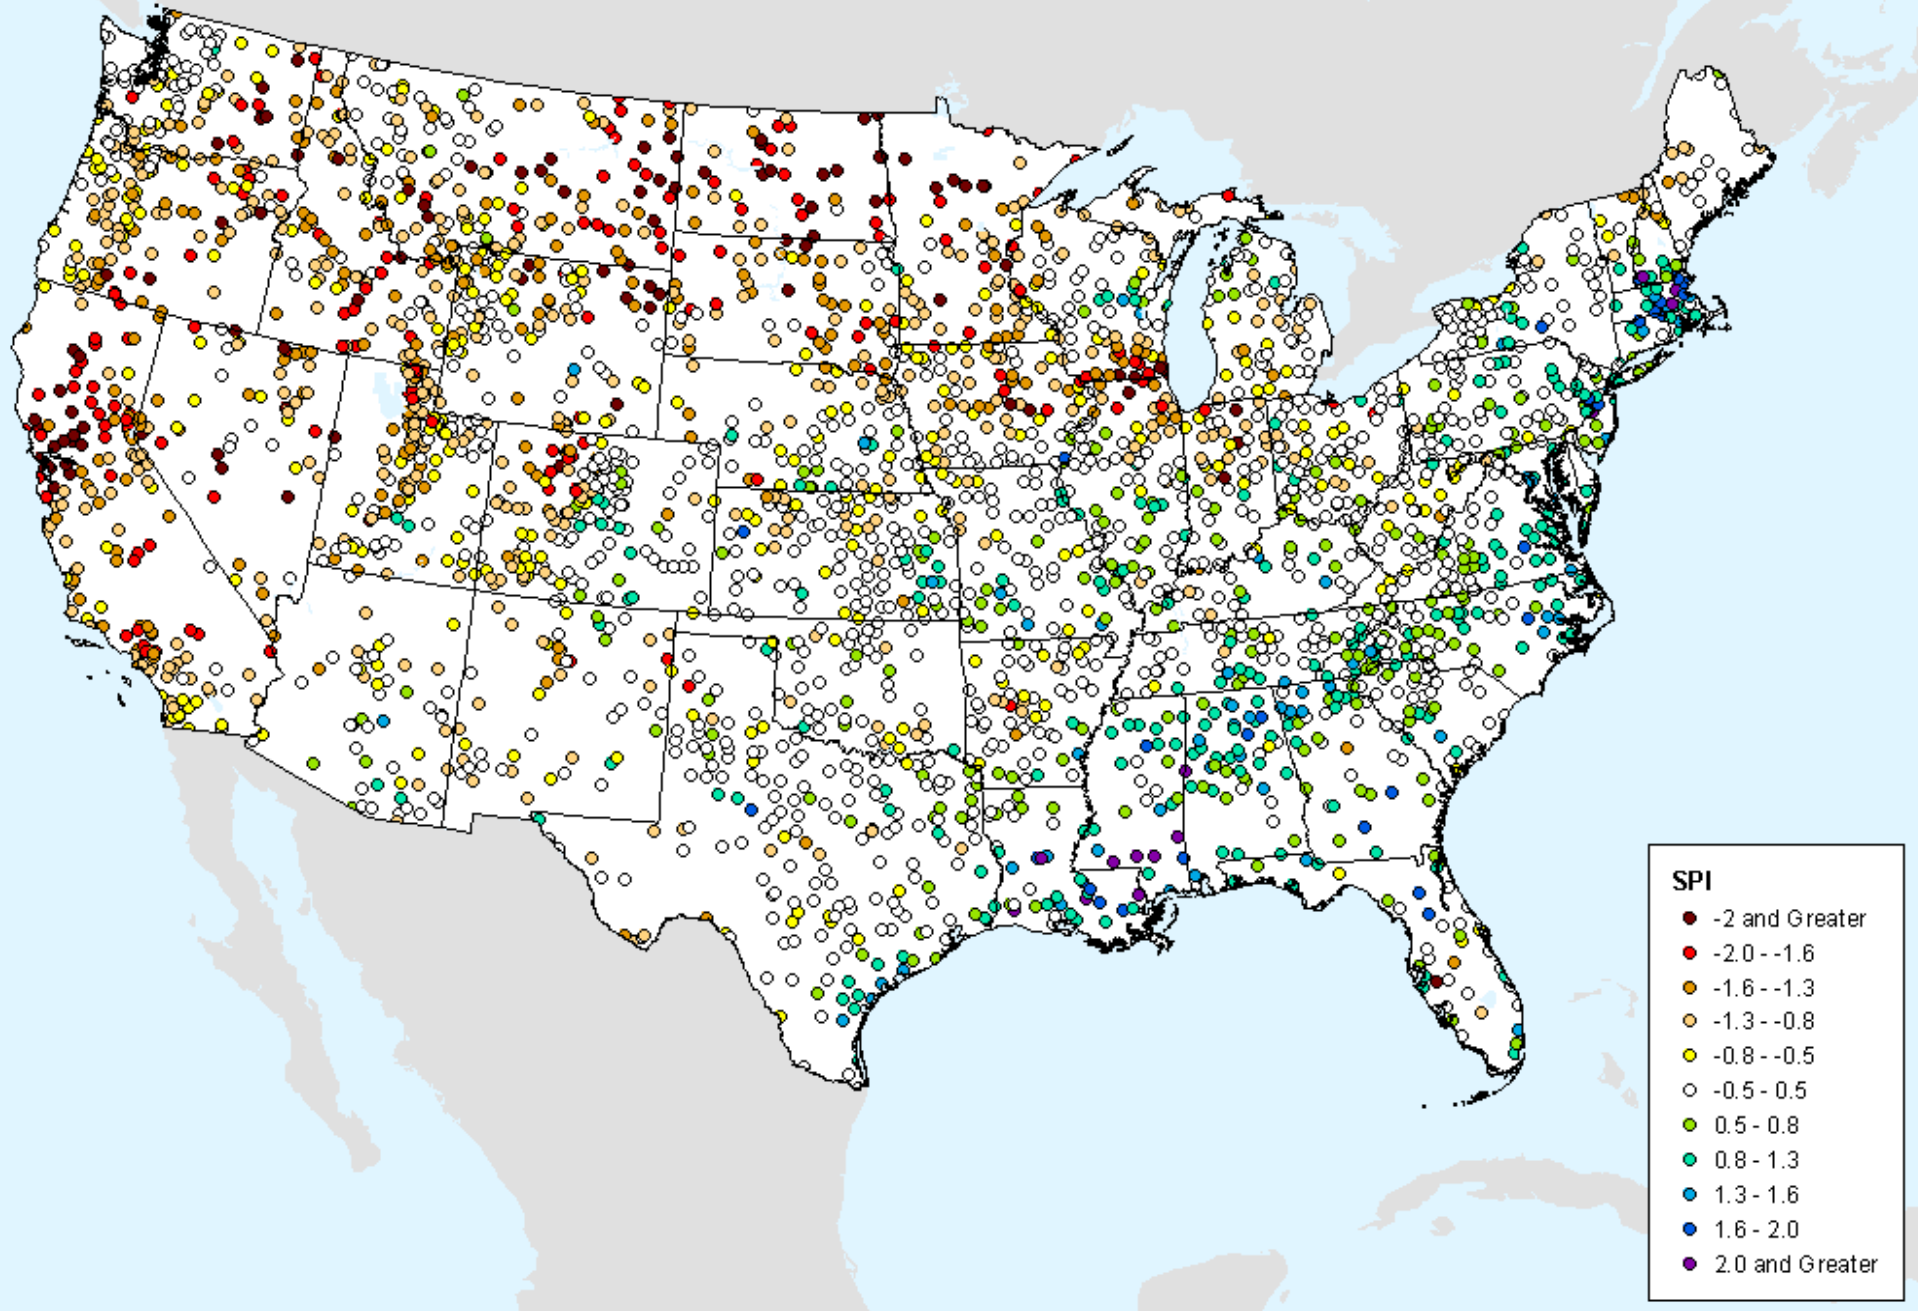 SPI
-2 and Greater
-2.0 - -1.6
-1.6 - -1.3
-1.3 - -0.8
-0.8 - -0.5
-0.5 - 0.5
0.5 - 0.8
0.8 - 1.3
1.3 - 1.6
1.6 - 2.0
2.0 and Greater